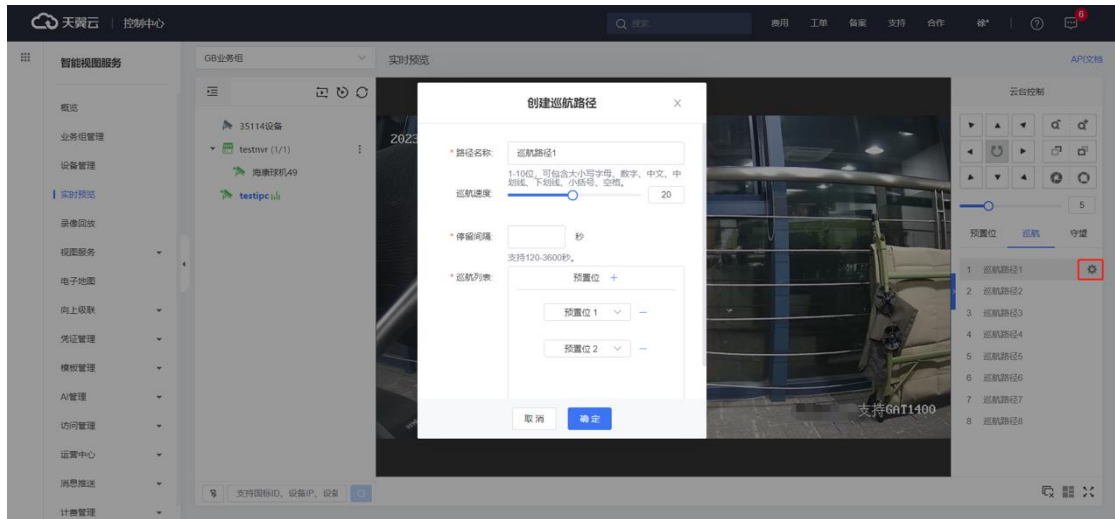 天翼云 控制中心 搜索 费用 工单 备案 支持 合作 徐* 6
智能视图服务
GB业务组
实时预览
API文档
概览
业务组管理
设备管理
实时预览
录像回放
视图服务
电子地图
向上级联
凭证管理
模板管理
AI管理
访问管理
运营中心
消息推送
计费管理
35114设备
testnvr (1/1)
海康球机49
testipc
支持国标ID、设备IP、设备
2023
支持GAT1400
创建巡航路径
* 路径名称: 巡航路径1
1-10位，可包含大小写字母、数字、中文、中
划线、下划线、小括号、空格。
巡航速度: 20
* 停留间隔: 秒
支持120-3600秒。
* 巡航列表: 预置位 +
预置位 1
预置位 2
取消 确定
云台控制
5
预置位 巡航 守望
1 巡航路径1
2 巡航路径2
3 巡航路径3
4 巡航路径4
5 巡航路径5
6 巡航路径6
7 巡航路径7
8 巡航路径8